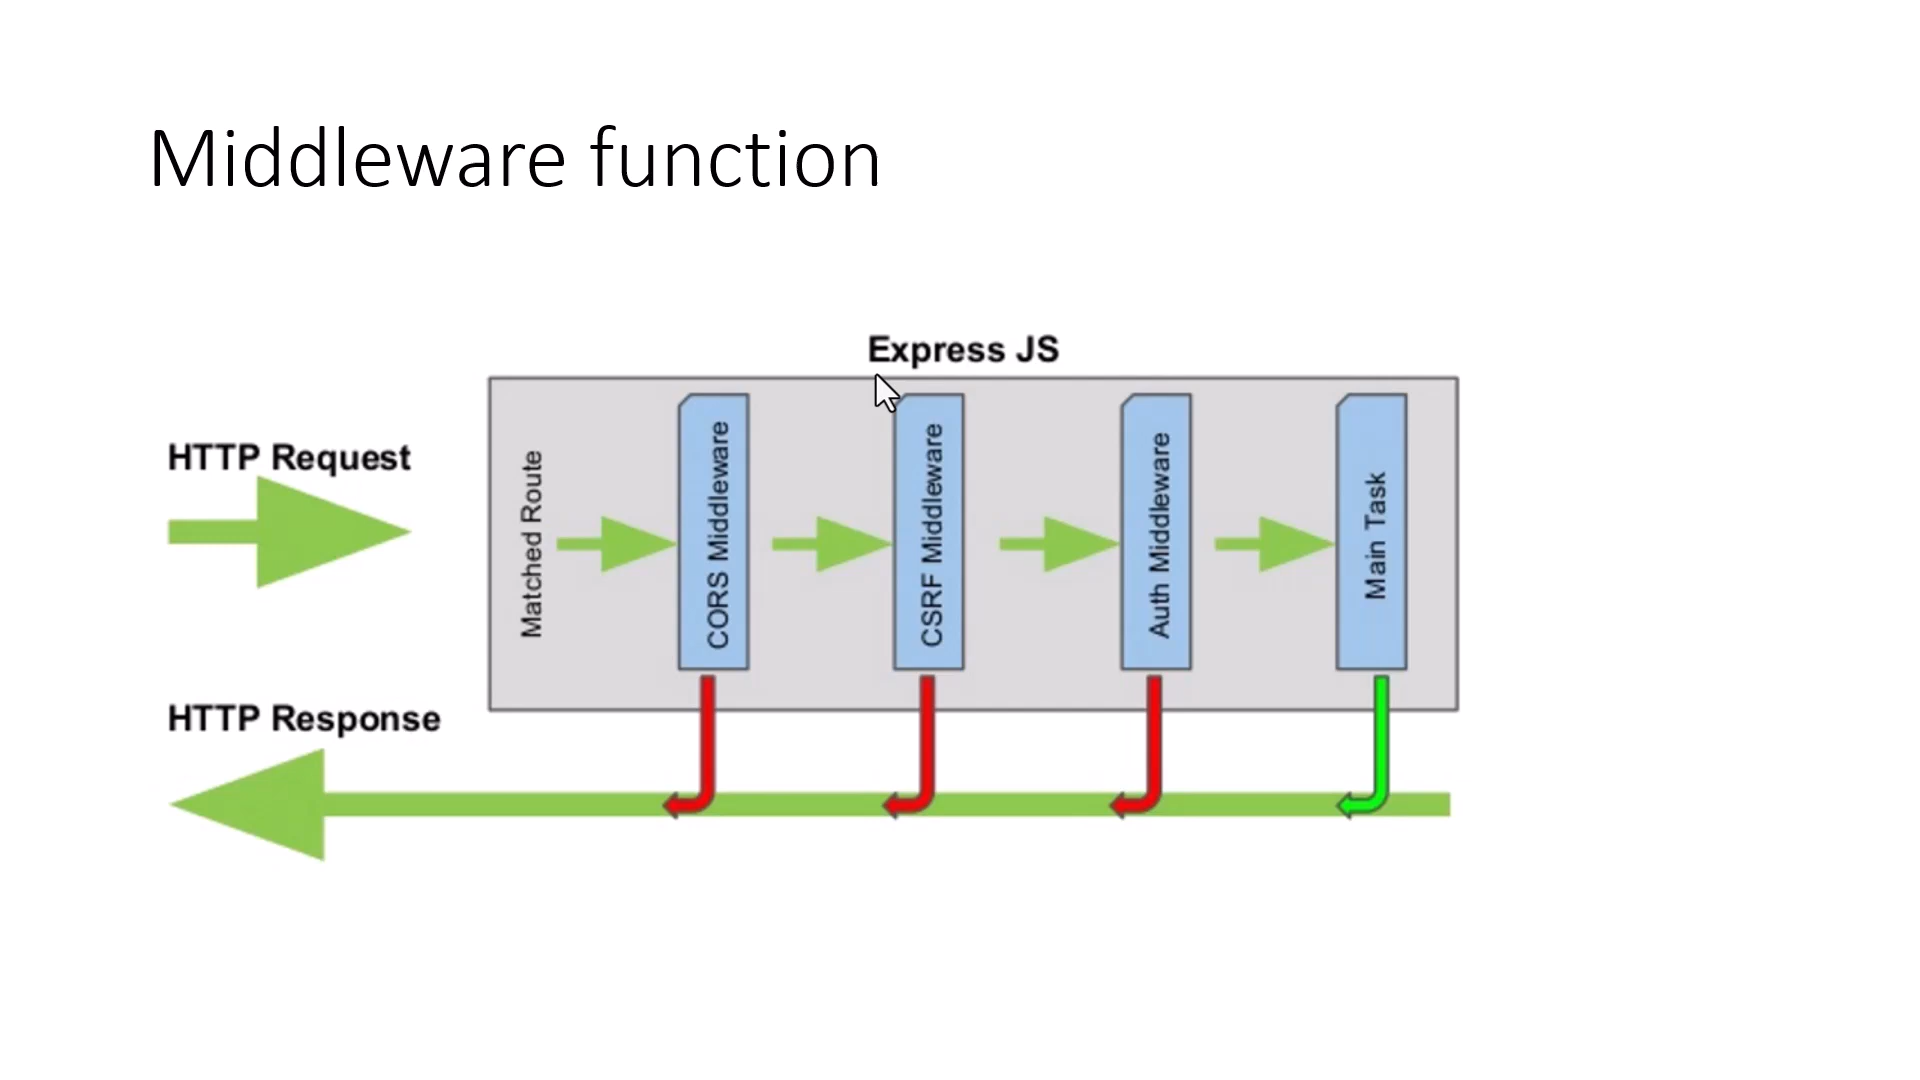 Middleware function
Express JS
HTTP Request
Matched Route
CORS Middleware
CSRF Middleware
Auth Middleware
Main Task
HTTP Response